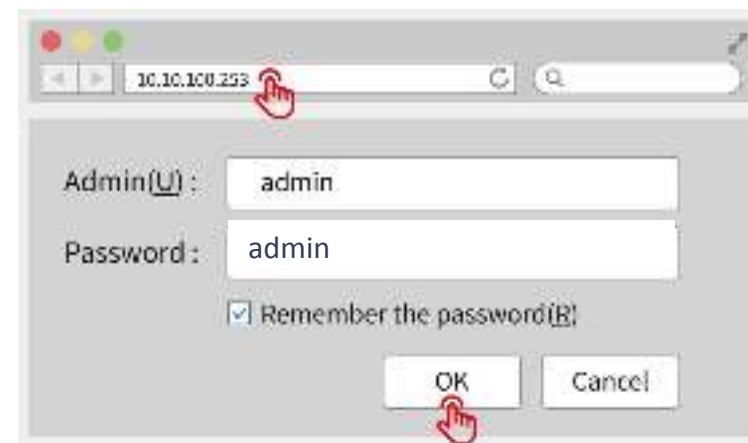 10.10.100.253
Admin(U) : admin
Password : admin
Remember the password(R)
OK Cancel